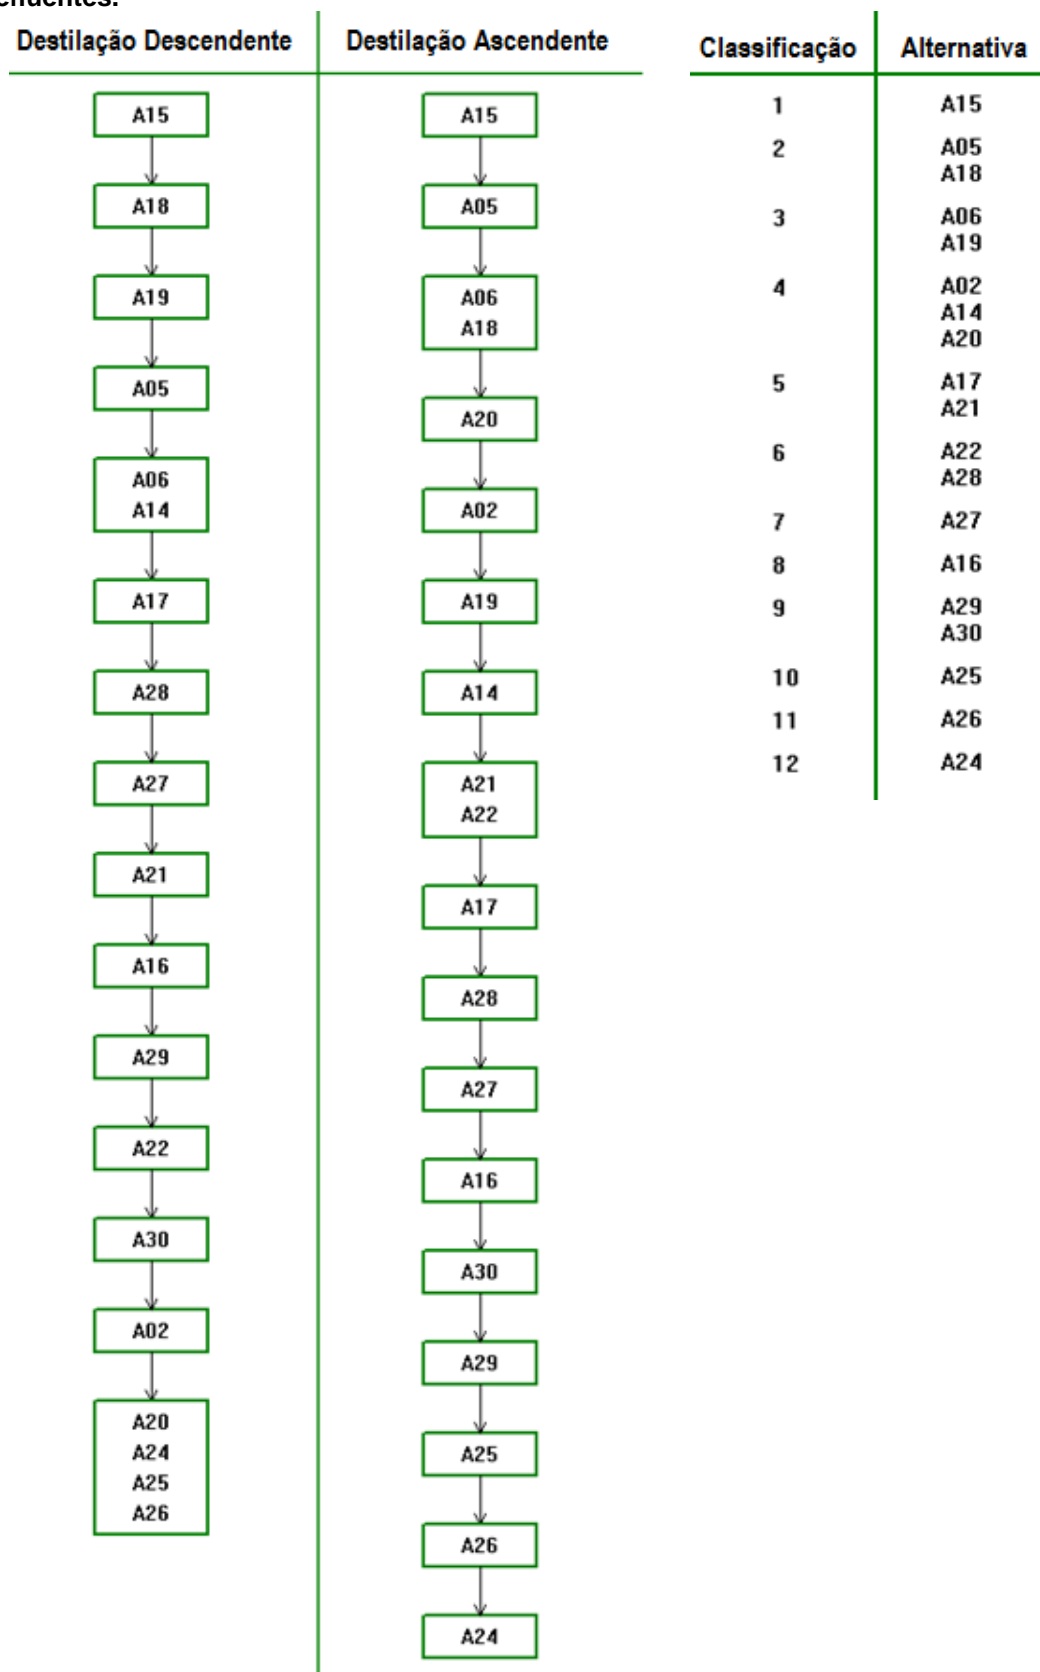 efluentes.
Destilação Descendente
A15
A18
A19
A05
A06
A14
A17
A28
A27
A21
A16
A29
A22
A30
A02
A20
A24
A25
A26
Destilação Ascendente
A15
A05
A06
A18
A20
A02
A19
A14
A21
A22
A17
A28
A27
A16
A30
A29
A25
A26
A24
Classificação Alternativa
1 A15
2 A05
A18
3 A06
A19
4 A02
A14
A20
5 A17
A21
6 A22
A28
7 A27
8 A16
9 A29
A30
10 A25
11 A26
12 A24